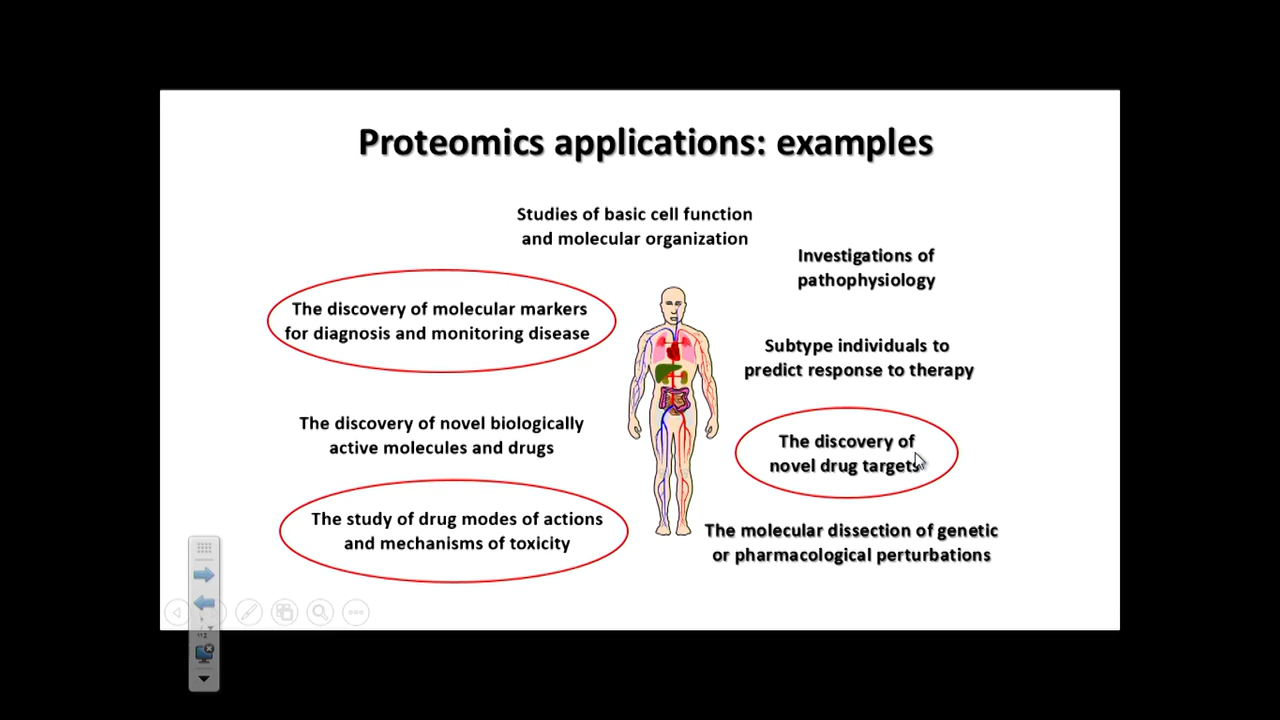 Proteomics applications: examples
Studies of basic cell function
and molecular organization
Investigations of
pathophysiology
The discovery of molecular markers
for diagnosis and monitoring disease
Subtype individuals to
predict response to therapy
The discovery of novel biologically
active molecules and drugs
The discovery of
novel drug targets
The study of drug modes of actions
and mechanisms of toxicity
The molecular dissection of genetic
or pharmacological perturbations